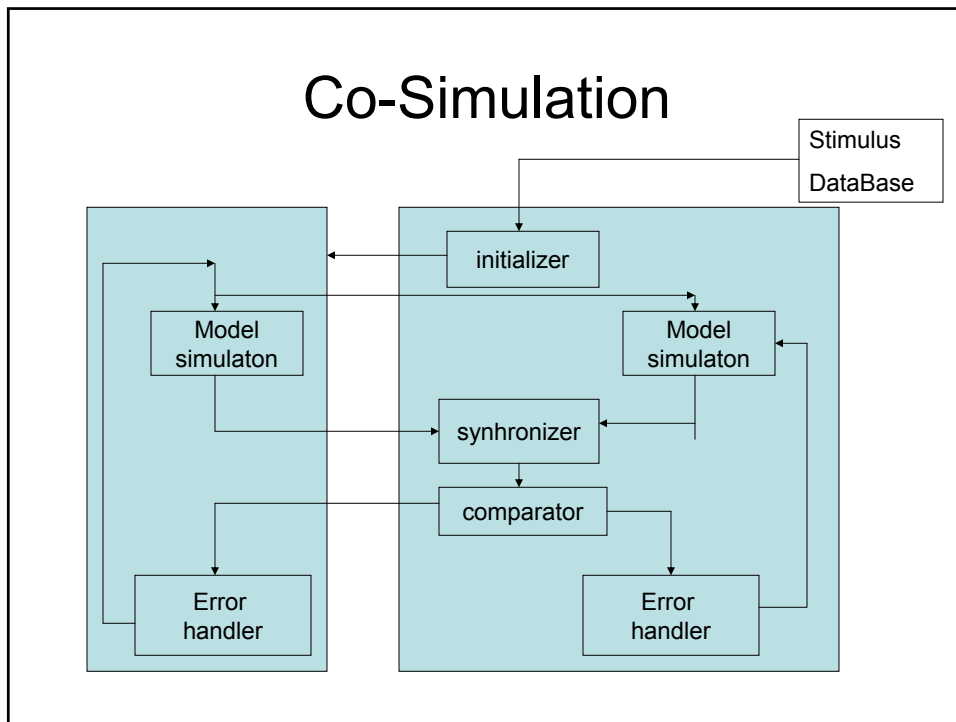 Co-Simulation
Stimulus
DataBase
initializer
Model
simulaton
Model
simulaton
synhronizer
comparator
Error
handler
Error
handler